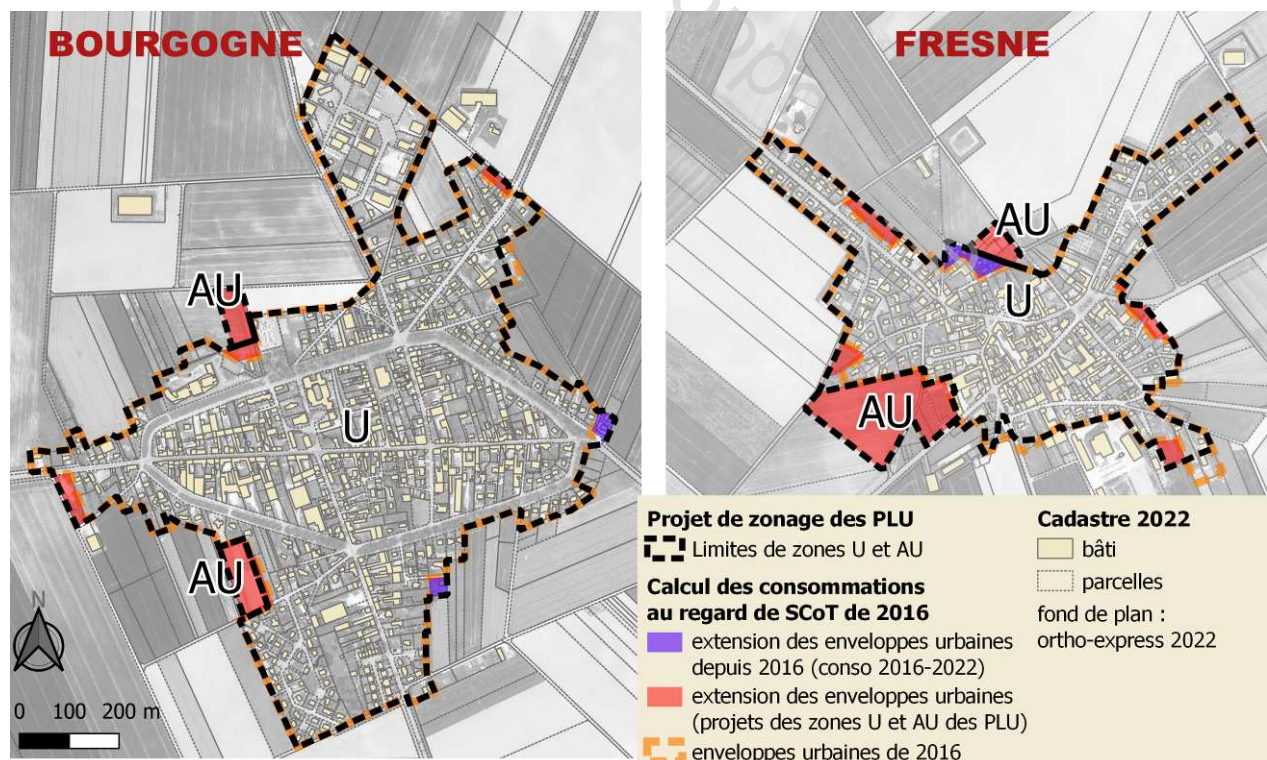 BOURGOGNE
FRESNE
AU
AU
U
U
AU
AU
N
0 100 200 m
Projet de zonage des PLU
Limites de zones U et AU
Calcul des consommations
au regard de SCoT de 2016
extension des enveloppes urbaines
depuis 2016 (conso 2016-2022)
extension des enveloppes urbaines
(projets des zones U et AU des PLU)
enveloppes urbaines de 2016
Cadastre 2022
bâti
parcelles
fond de plan :
ortho-express 2022